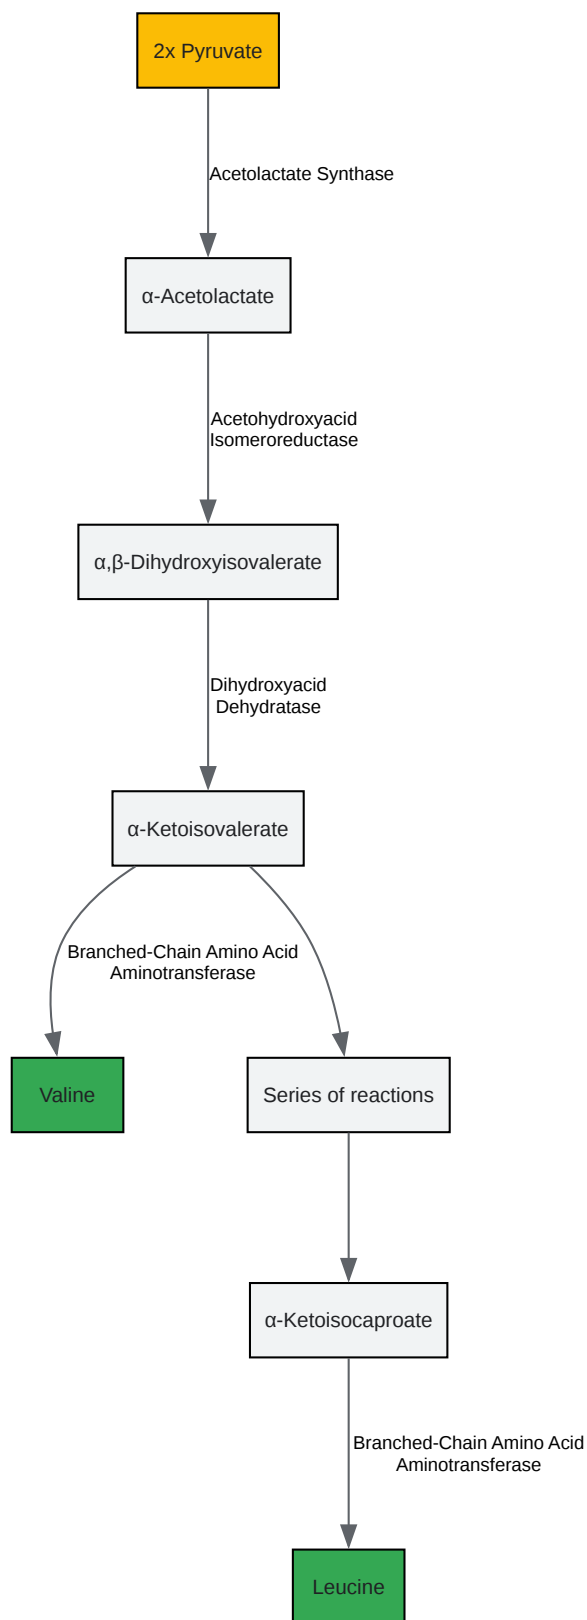 2x Pyruvate
Acetolactate Synthase
α-Acetolactate
Acetohydroxyacid
Isomeroreductase
α,β-Dihydroxyisovalerate
Dihydroxyacid
Dehydratase
α-Ketoisovalerate
Branched-Chain Amino Acid
Aminotransferase
Valine
Series of reactions
α-Ketoisocaproate
Branched-Chain Amino Acid
Aminotransferase
Leucine